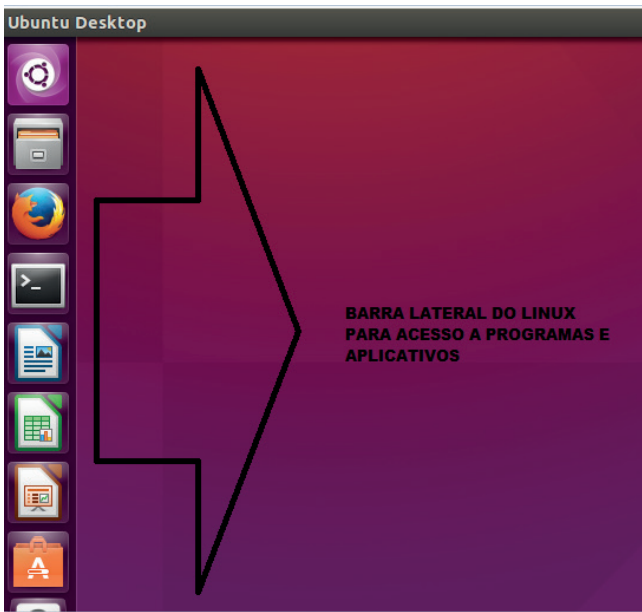 Ubuntu Desktop
BARRA LATERAL DO LINUX
PARA ACESSO A PROGRAMAS E
APLICATIVOS